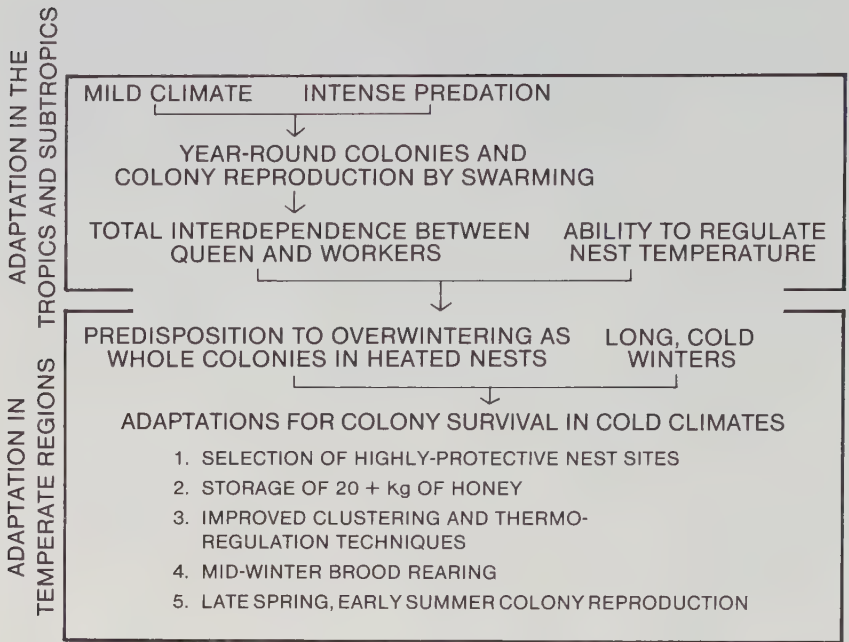 ADAPTATION IN THE
TROPICS AND SUBTROPICS
MILD CLIMATE INTENSE PREDATION
YEAR-ROUND COLONIES AND
COLONY REPRODUCTION BY SWARMING
TOTAL INTERDEPENDENCE BETWEEN
QUEEN AND WORKERS
ABILITY TO REGULATE
NEST TEMPERATURE
ADAPTATION IN
TEMPERATE REGIONS
PREDISPOSITION TO OVERWINTERING AS
WHOLE COLONIES IN HEATED NESTS
LONG, COLD
WINTERS
ADAPTATIONS FOR COLONY SURVIVAL IN COLD CLIMATES
1. SELECTION OF HIGHLY-PROTECTIVE NEST SITES
2. STORAGE OF 20 + Kg OF HONEY
3. IMPROVED CLUSTERING AND THERMO-
REGULATION TECHNIQUES
4. MID-WINTER BROOD REARING
5. LATE SPRING, EARLY SUMMER COLONY REPRODUCTION